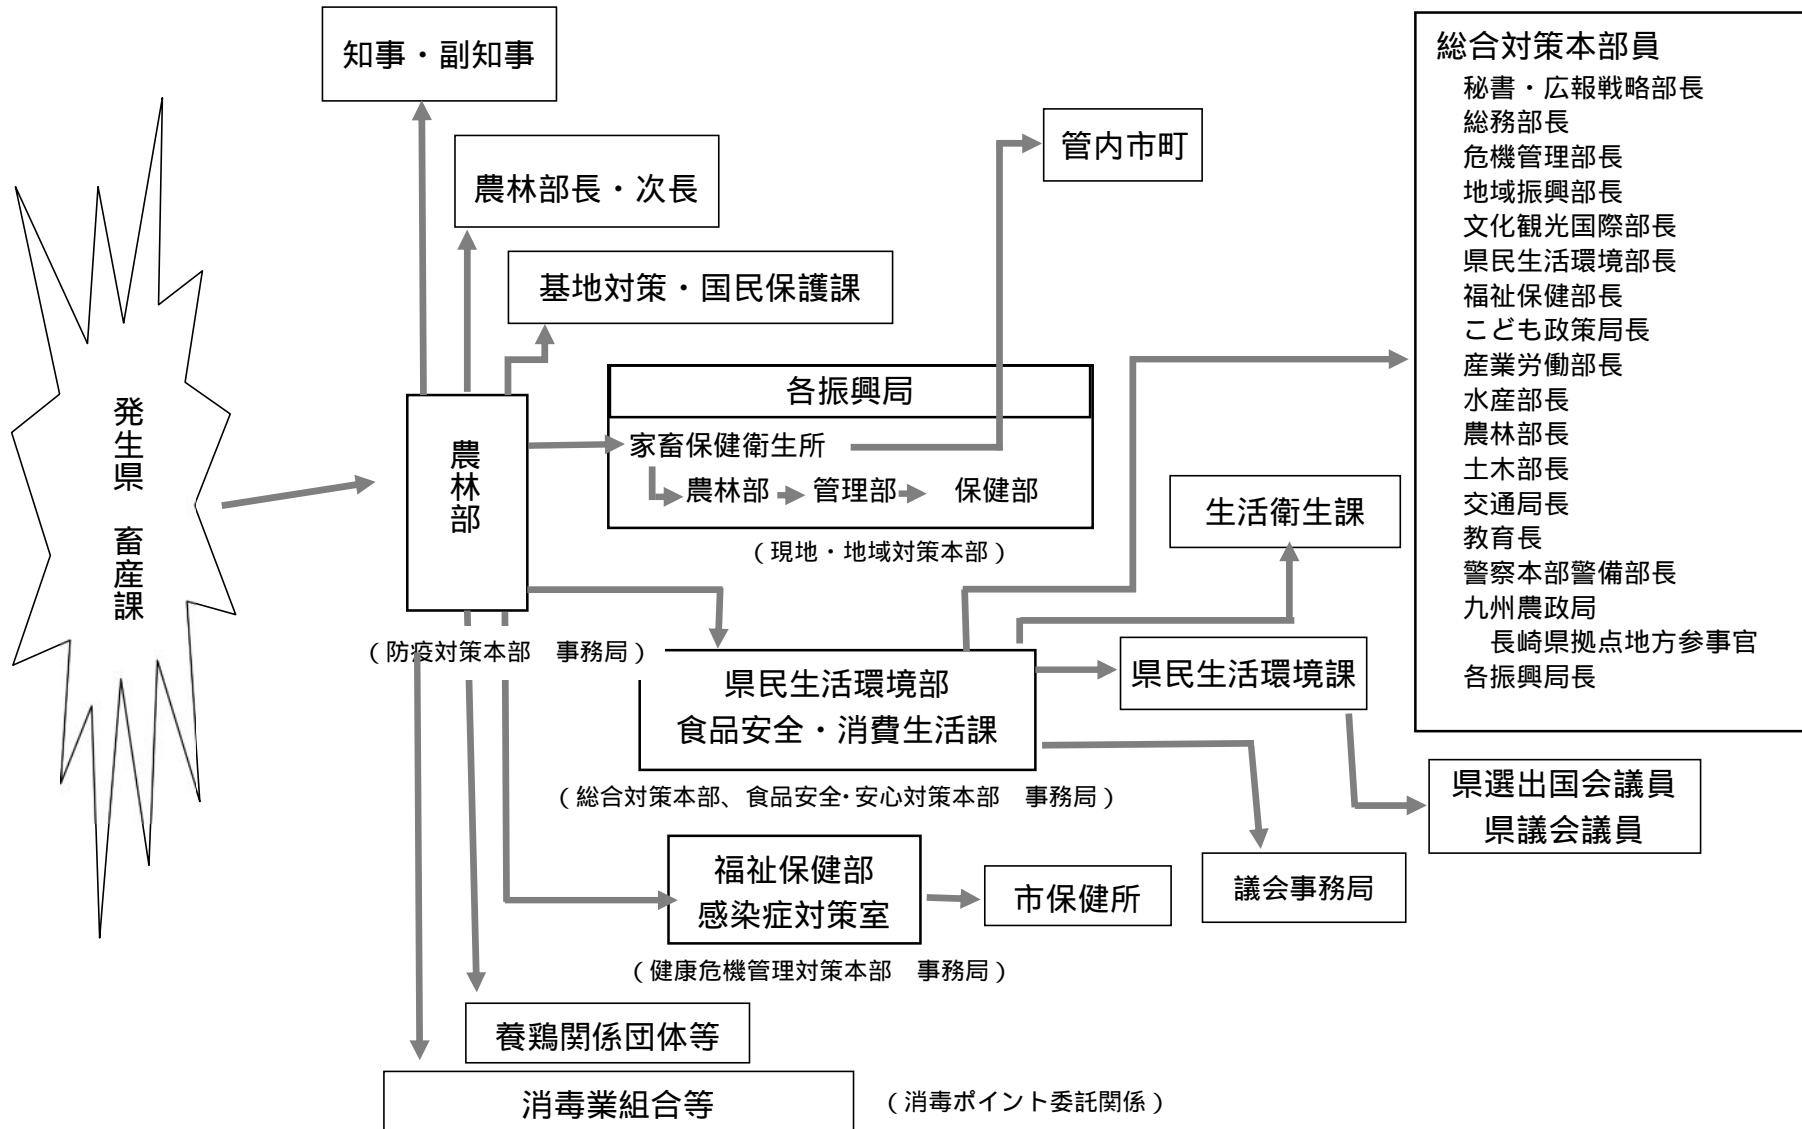 知事・副知事
農林部長・次長
基地対策・国民保護課
管内市町
総合対策本部員
秘書・広報戦略部長
総務部長
危機管理部長
地域振興部長
文化観光国際部長
県民生活環境部長
福祉保健部長
こども政策局長
産業労働部長
水産部長
農林部長
土木部長
交通局長
教育長
警察本部警備部長
九州農政局
長崎県拠点地方参事官
各振興局長
発生県　畜産課
農林部
(防疫対策本部　事務局)
各振興局
家畜保健衛生所
農林部 管理部 保健部
(現地・地域対策本部)
生活衛生課
県民生活環境部
食品安全・消費生活課
(総合対策本部、食品安全・安心対策本部　事務局)
県民生活環境課
県選出国会議員
県議会議員
議会事務局
福祉保健部
感染症対策室
(健康危機管理対策本部　事務局)
市保健所
養鶏関係団体等
消毒業組合等
(消毒ポイント委託関係)